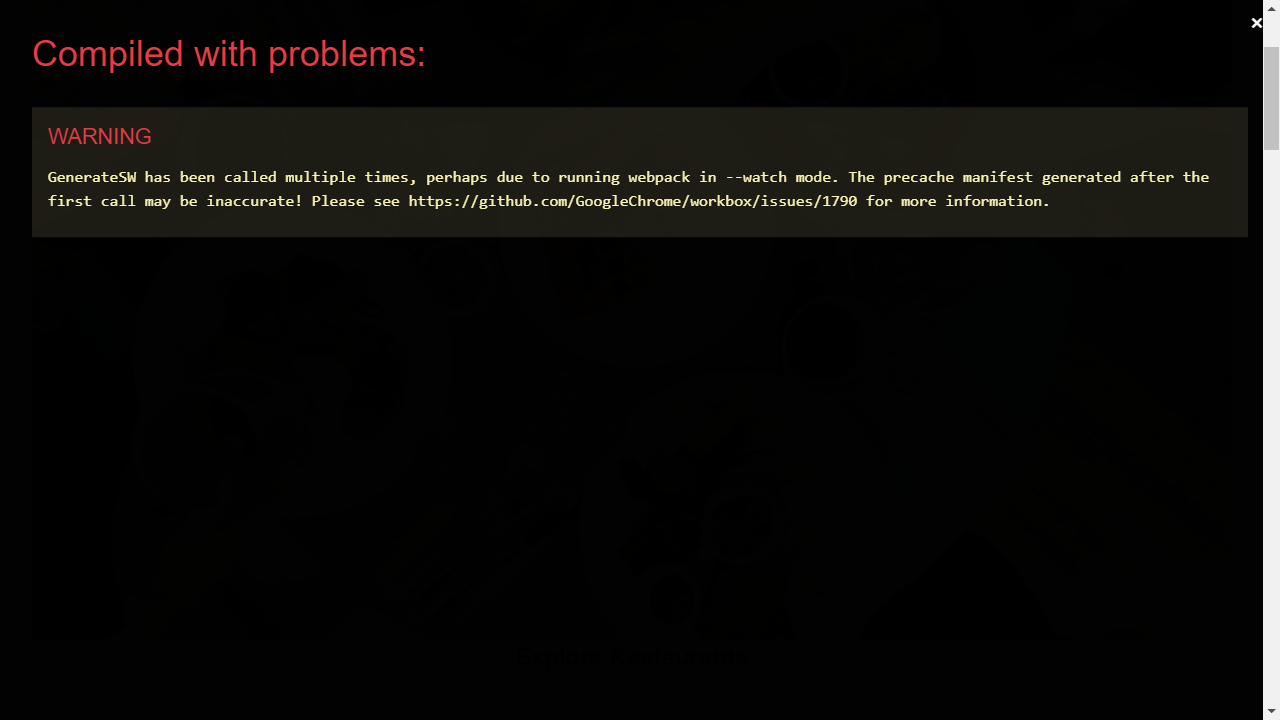 Compiled with problems:
WARNING
GenerateSW has been called multiple times, perhaps due to running webpack in --watch mode. The precache manifest generated after the
first call may be inaccurate! Please see https://github.com/GoogleChrome/workbox/issues/1790 for more information.
Explore Restaurants